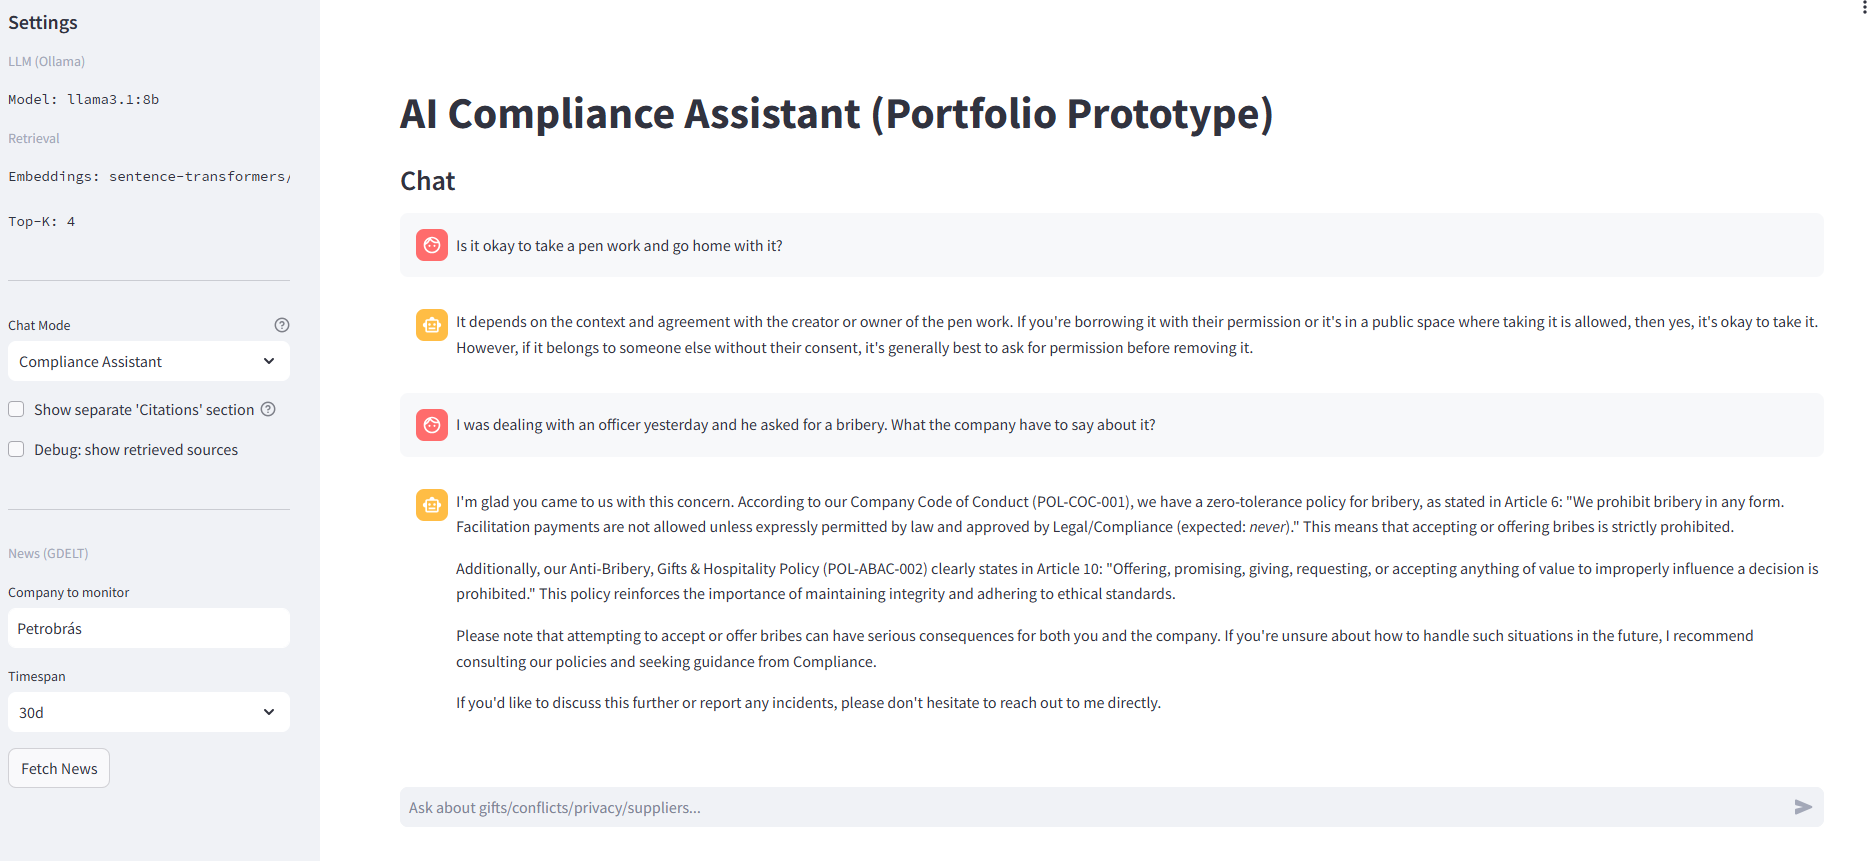 Settings
LLM (Ollama)
Model: llama3.1:8b
Retrieval
Embeddings: sentence-transformers/
Top-K: 4
Chat Mode
Compliance Assistant
Show separate 'Citations' section
Debug: show retrieved sources
News (GDELT)
Company to monitor
Petrobrás
Timespan
30d
Fetch News
AI Compliance Assistant (Portfolio Prototype)
Chat
Is it okay to take a pen work and go home with it?
It depends on the context and agreement with the creator or owner of the pen work. If you're borrowing it with their permission or it's in a public space where taking it is allowed, then yes, it's okay to take it.
However, if it belongs to someone else without their consent, it's generally best to ask for permission before removing it.
I was dealing with an officer yesterday and he asked for a bribery. What the company have to say about it?
I'm glad you came to us with this concern. According to our Company Code of Conduct (POL-COC-001), we have a zero-tolerance policy for bribery, as stated in Article 6: "We prohibit bribery in any form.
Facilitation payments are not allowed unless expressly permitted by law and approved by Legal/Compliance (expected: never)." This means that accepting or offering bribes is strictly prohibited.
Additionally, our Anti-Bribery, Gifts & Hospitality Policy (POL-ABAC-002) clearly states in Article 10: "Offering, promising, giving, requesting, or accepting anything of value to improperly influence a decision is
prohibited." This policy reinforces the importance of maintaining integrity and adhering to ethical standards.
Please note that attempting to accept or offer bribes can have serious consequences for both you and the company. If you're unsure about how to handle such situations in the future, I recommend
consulting our policies and seeking guidance from Compliance.
If you'd like to discuss this further or report any incidents, please don't hesitate to reach out to me directly.
Ask about gifts/conflicts/privacy/suppliers...